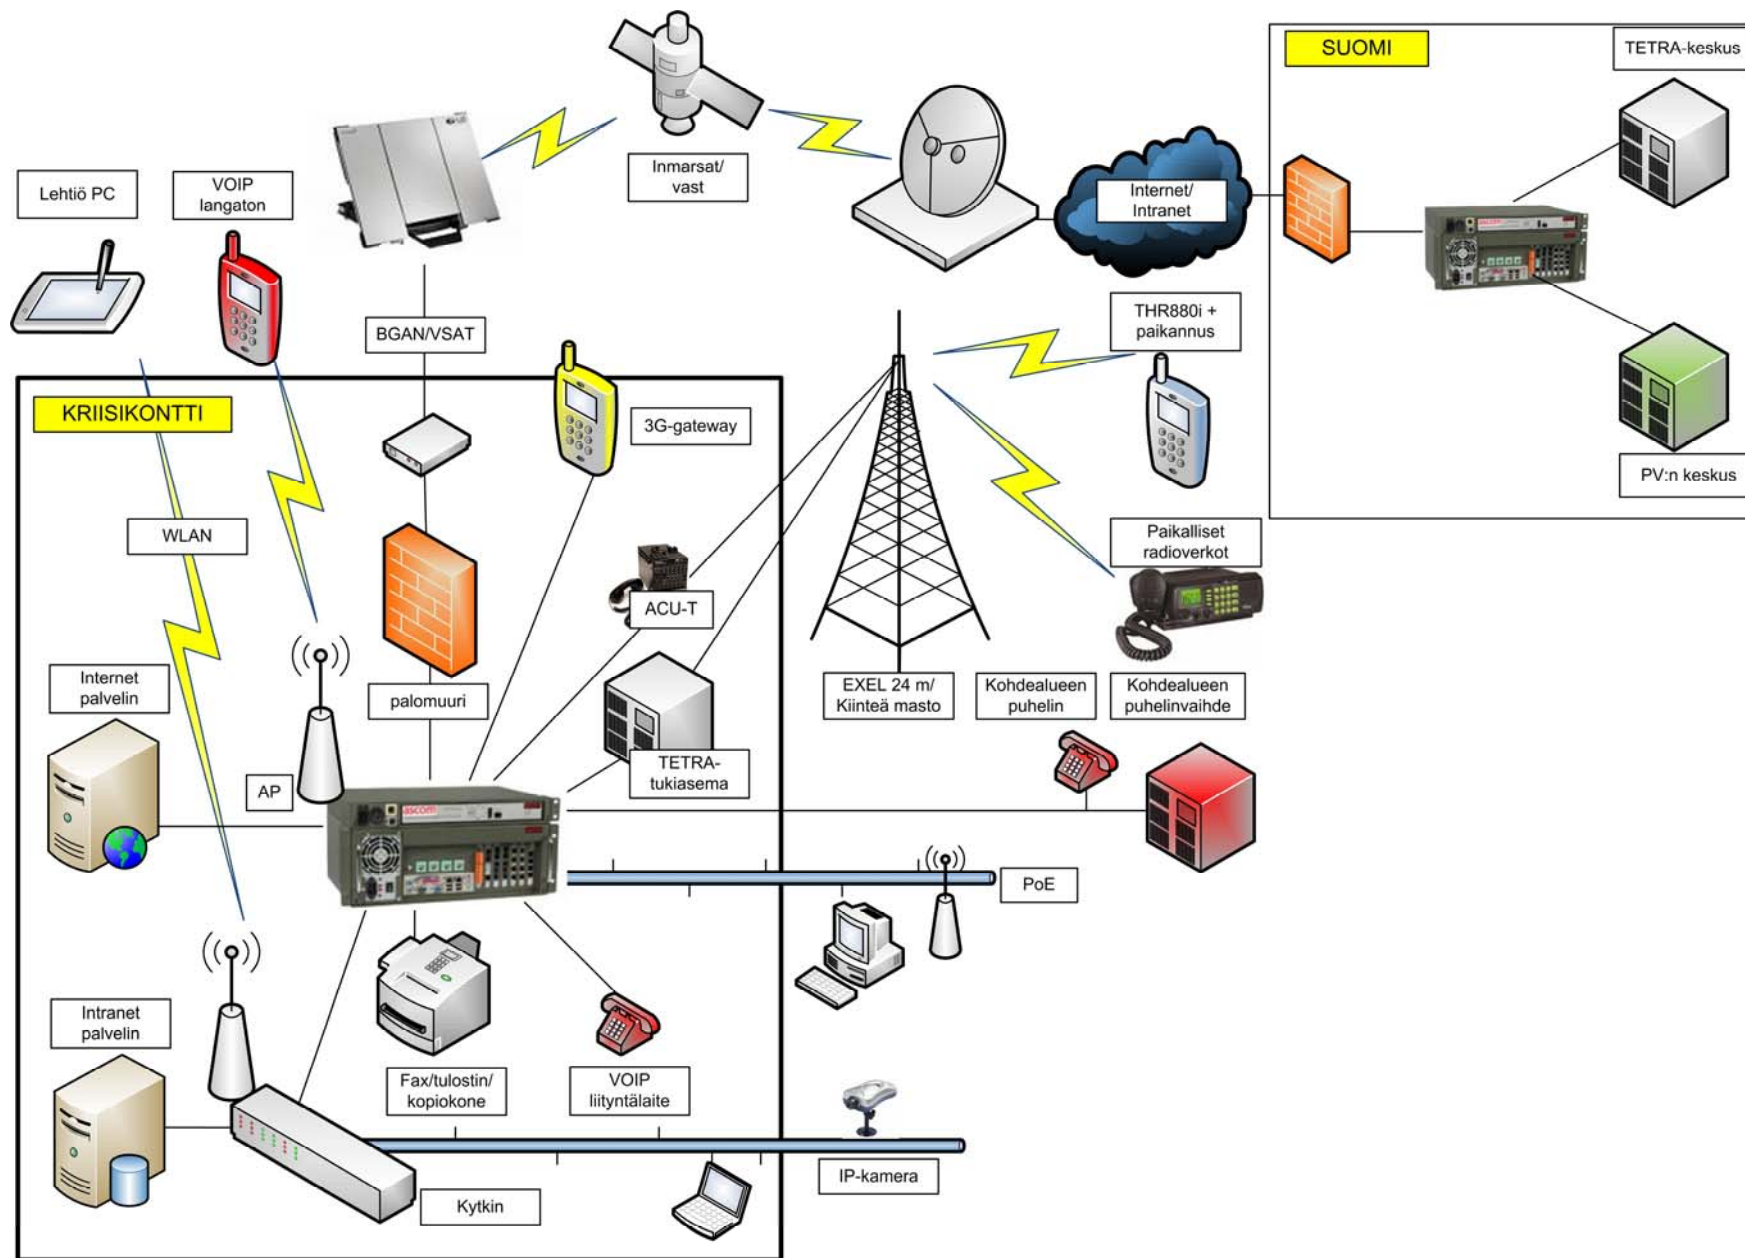 SUOMI
TETRA-keskus
Inmarsat/
vast
Internet/
Intranet
Lehtiö PC
VOIP
langaton
BGAN/VSAT
THR880i +
paikannus
PV:n keskus
KRIISIKONTTI
3G-gateway
WLAN
Paikalliset
radioverkot
ACU-T
Internet
palvelin
palomuuri
EXEL 24 m/
Kiinteä masto
Kohdealueen
puhelin
Kohdealueen
puhelinvaihde
TETRA-
tukiasema
AP
ascom
PoE
Intranet
palvelin
Fax/tulostin/
kopiokone
VOIP
liityntälaite
IP-kamera
Kytkin